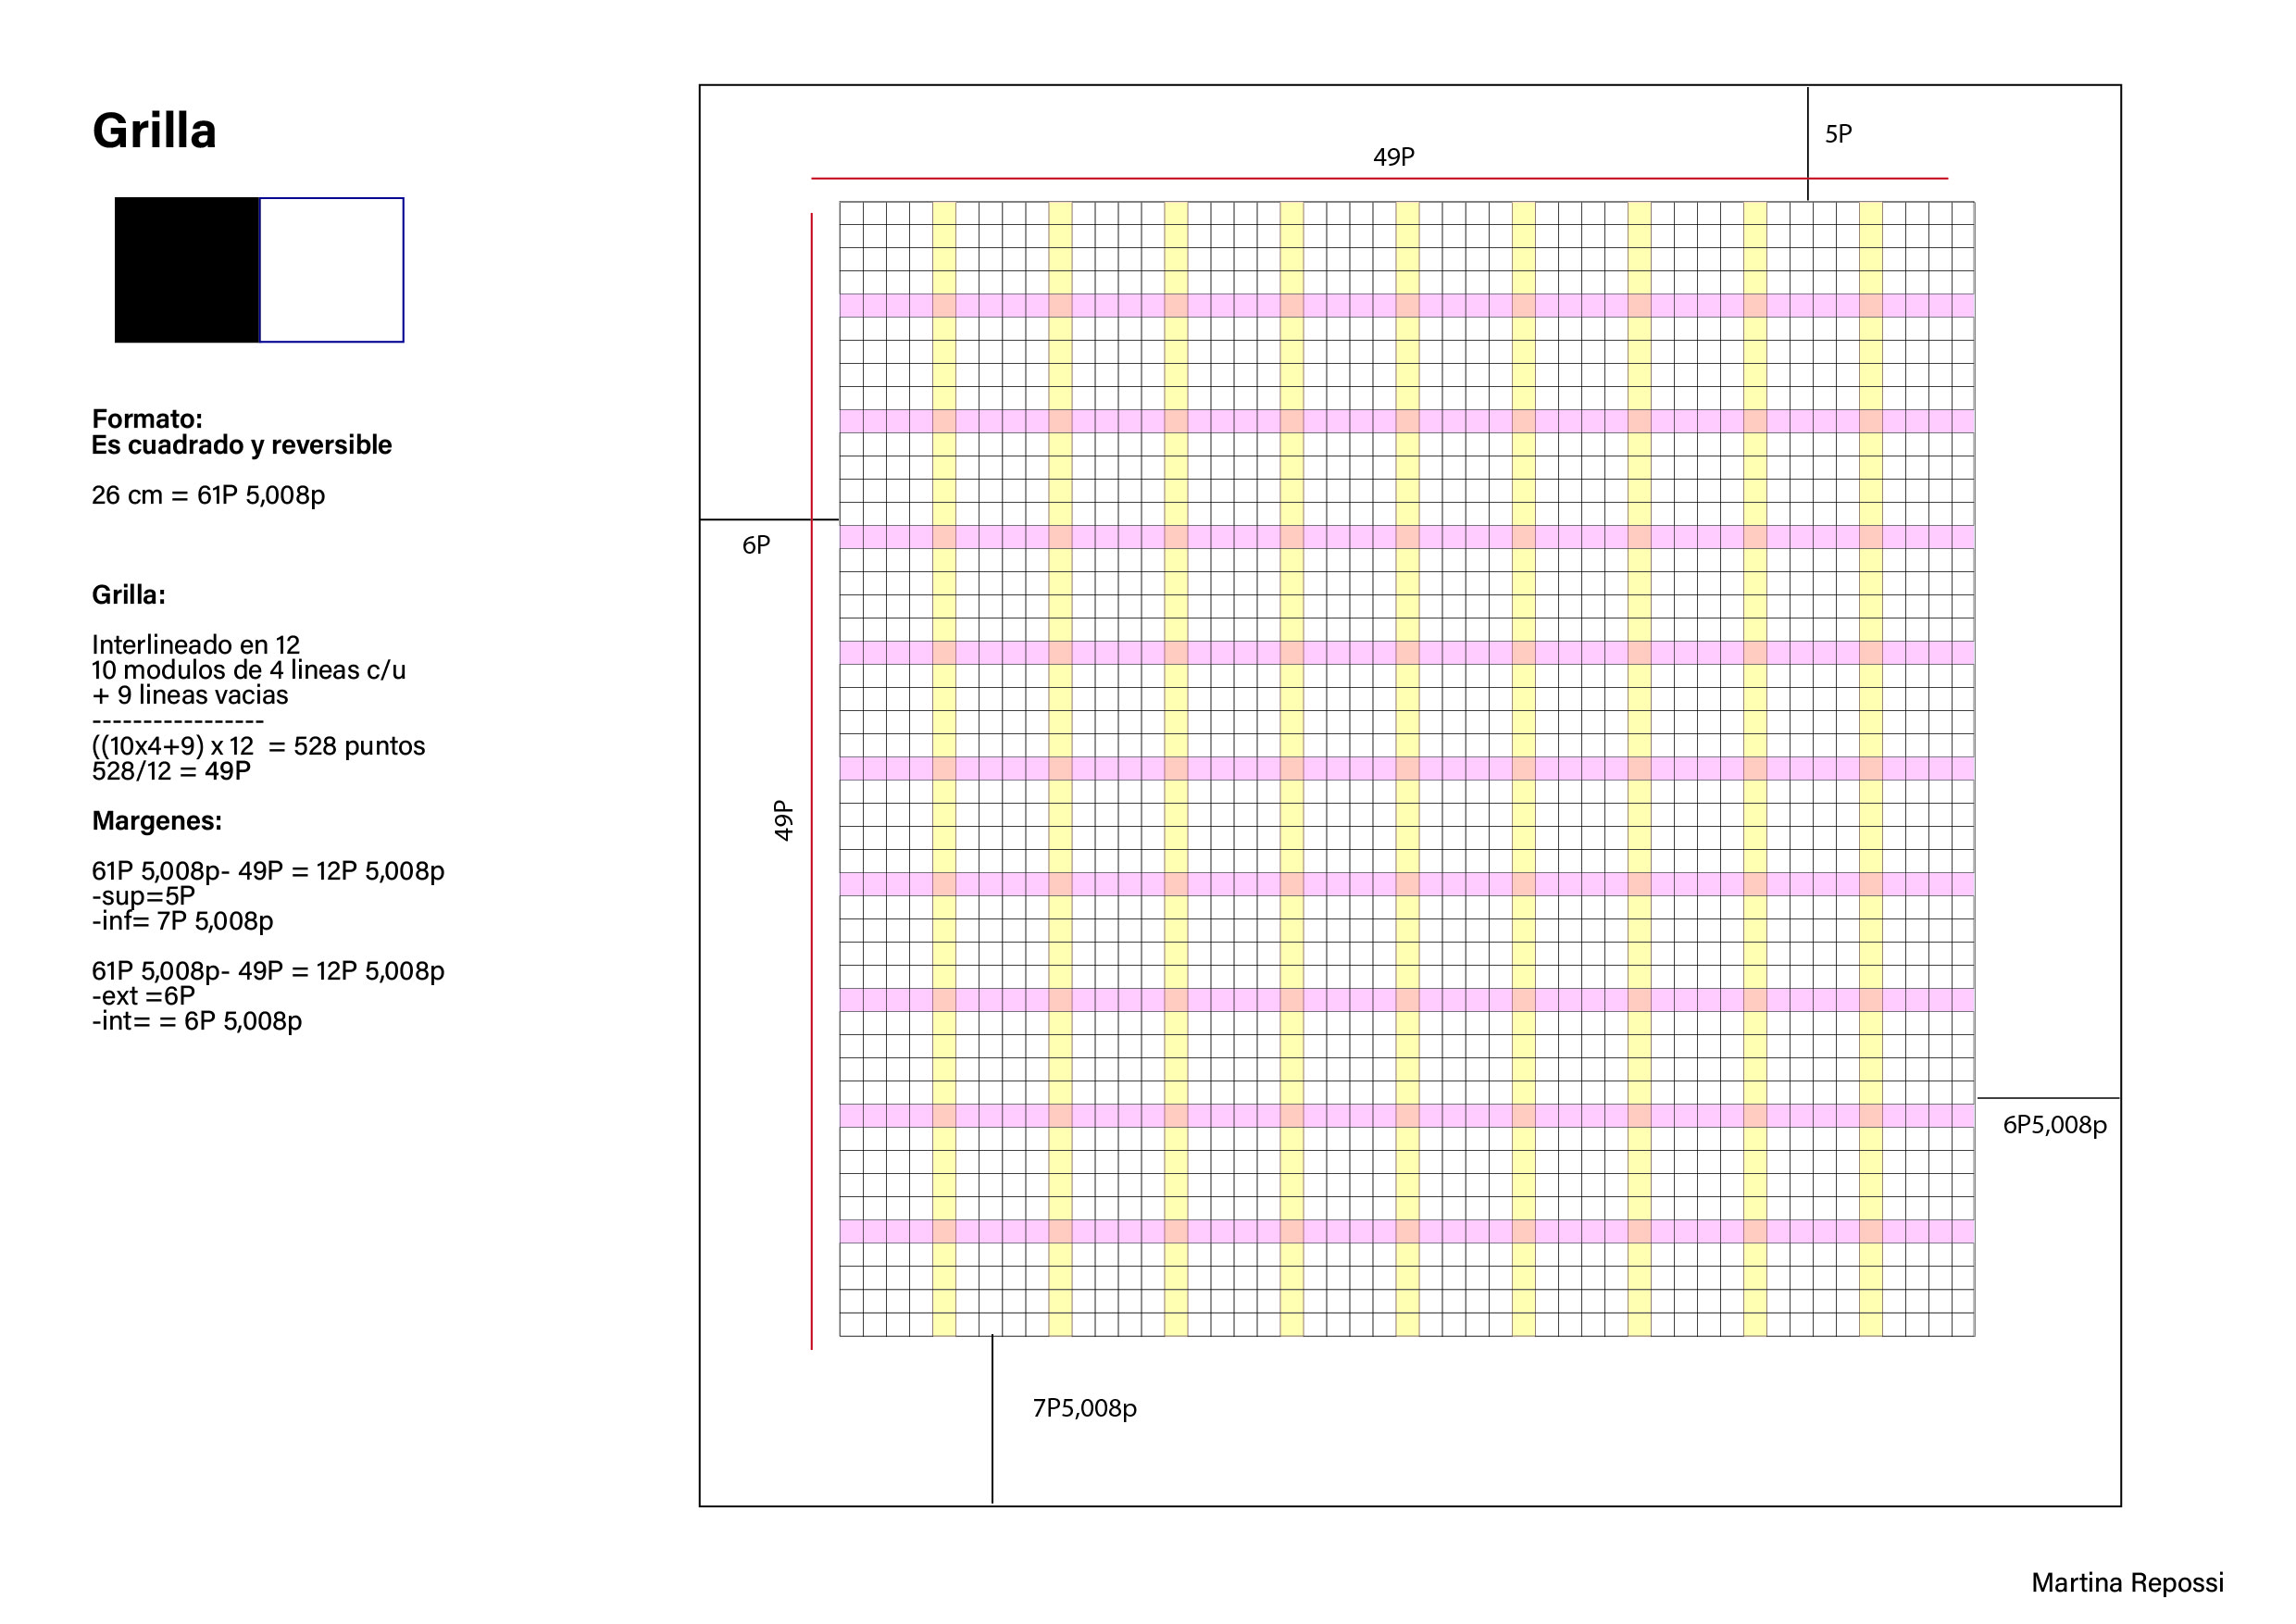 Grilla
Formato:
Es cuadrado y reversible
26 cm = 61P 5,008p
Grilla:
Interlineado en 12
10 modulos de 4 lineas c/u
+ 9 lineas vacias
-----------------
((10x4+9) x 12  = 528 puntos
528/12 = 49P
Margenes:
61P 5,008p- 49P = 12P 5,008p
-sup=5P
-inf= 7P 5,008p
61P 5,008p- 49P = 12P 5,008p
-ext =6P
-int= = 6P 5,008p
5P
49P
6P
49P
6P5,008p
7P5,008p
Martina Repossi